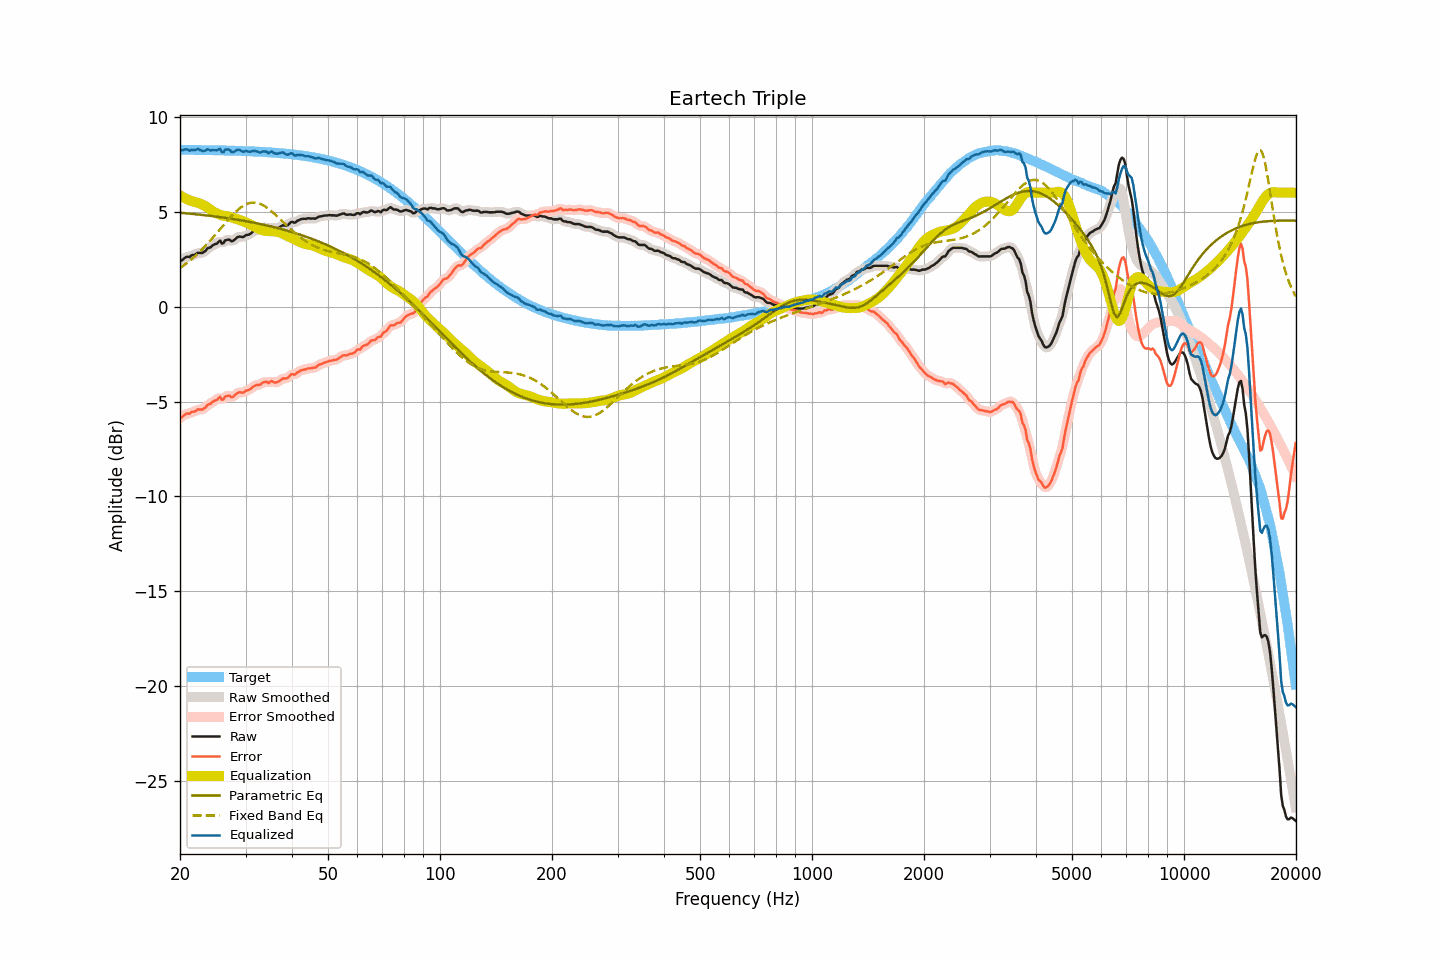 Eartech Triple
Amplitude (dBr)
10
5
0
−5
−10
−15
−20
−25
Target
Raw Smoothed
Error Smoothed
Raw
Error
Equalization
Parametric Eq
Fixed Band Eq
Equalized
20 50 100 200 500 1000 2000 5000 10000 20000
Frequency (Hz)